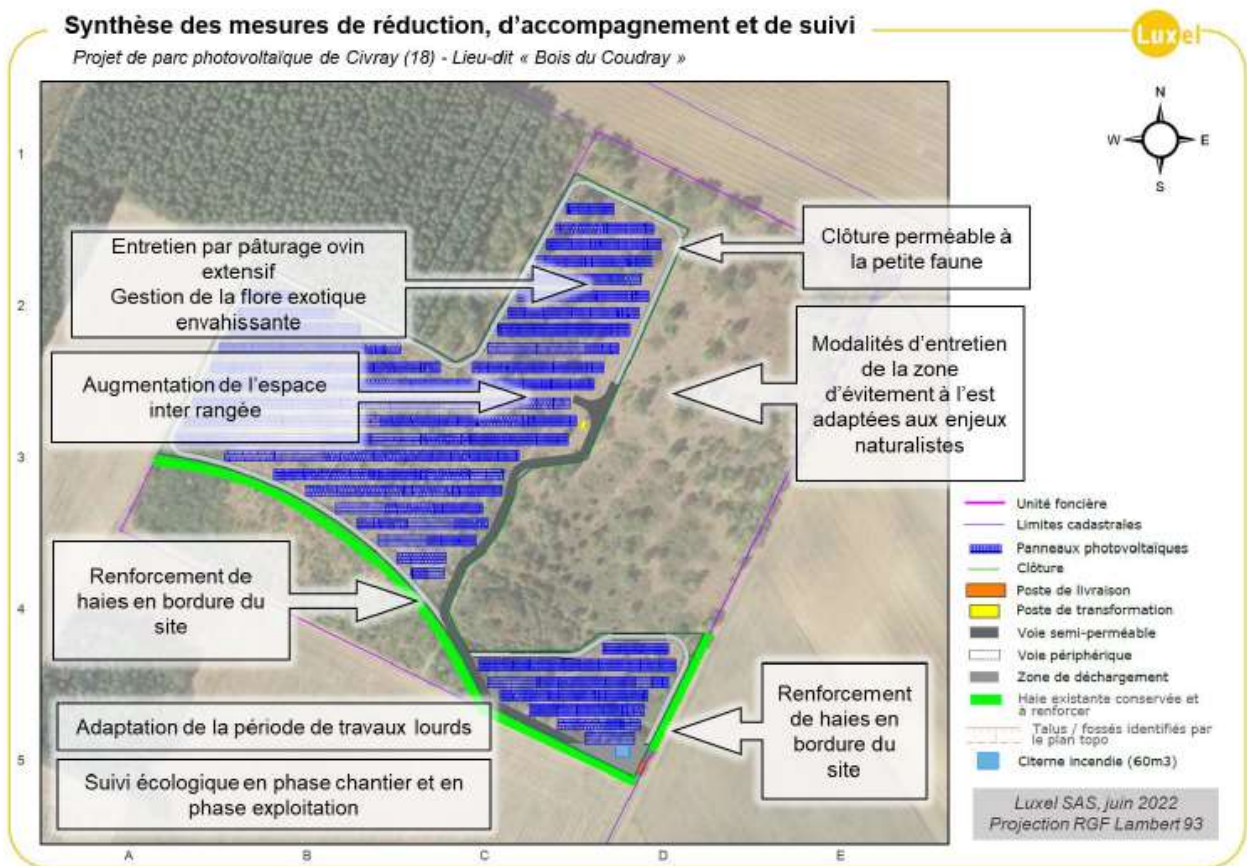 Synthèse des mesures de réduction, d'accompagnement et de suivi
Projet de parc photovoltaïque de Civray (18) - Lieu-dit « Bois du Coudray »
Luxel
N
W
E
S
1
2
3
4
5
A
B
C
D
E
Entretien par pâturage ovin
extensif
Gestion de la flore exotique
envahissante
Augmentation de l'espace
inter rangée
Clôture perméable à
la petite faune
Modalités d'entretien
de la zone
d'évitement à l'est
adaptées aux enjeux
naturalistes
Renforcement de
haies en bordure du
site
Adaptation de la période de travaux lourds
Suivi écologique en phase chantier et en
phase exploitation
Renforcement
de haies en
bordure du
site
Unité foncière
Limites cadastrales
Panneaux photovoltaïques
Clôture
Poste de livraison
Poste de transformation
Voie semi-perméable
Voie périphérique
Zone de déchargement
Haie existante conservée et
à renforcer
Talus / fossés identifiés par
le plan topo
Citerne incendie (60m3)
Luxel SAS, juin 2022
Projection RGF Lambert 93